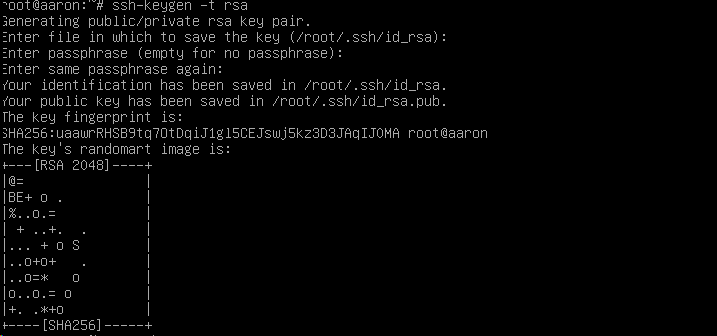 root@aaron:~# ssh-keygen -t rsa
Generating public/private rsa key pair.
Enter file in which to save the key (/root/.ssh/id_rsa):
Enter passphrase (empty for no passphrase):
Enter same passphrase again:
Your identification has been saved in /root/.ssh/id_rsa.
Your public key has been saved in /root/.ssh/id_rsa.pub.
The key fingerprint is:
SHA256:uaawrRHSB9tq7OtDqiJ1gl5CEJswj5kz3D3JAqIJ0MA root@aaron
The key's randomart image is:
+---[RSA 2048]----+
|@=               |
|BE+ o .          |
|%..o.=           |
| + ..+.  .       |
|... + o S        |
|..o+o+   .       |
|..o=*   o        |
|o..o.= o         |
|+. .*+o          |
+----[SHA256]-----+